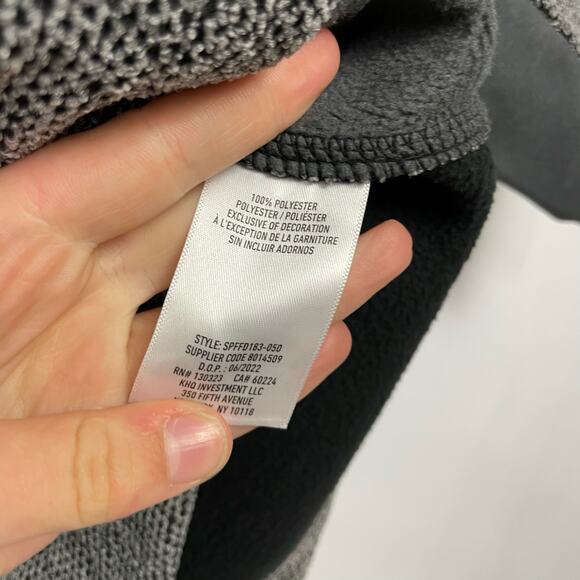 100% POLYESTER
POLYESTER / POLIÉSTER
EXCLUSIVE OF DECORATION
À L'EXCEPTION DE LA GARNITURE
SIN INCLUIR ADORNOS
STYLE: SPFFD183-050
SUPPLIER CODE 8014509
D.O.P.: 06/2022
RN# 130323 CA# 60224
KHQ INVESTMENT LLC
350 FIFTH AVENUE
NY 10118